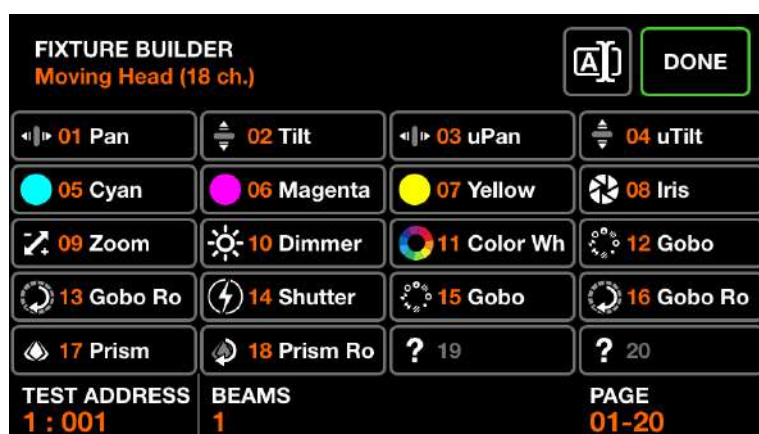 FIXTURE BUILDER
Moving Head (18 ch.)
A
DONE
01 Pan
02 Tilt
03 uPan
04 uTilt
05 Cyan
06 Magenta
07 Yellow
08 Iris
09 Zoom
10 Dimmer
11 Color Wh
12 Gobo
13 Gobo Ro
14 Shutter
15 Gobo
16 Gobo Ro
17 Prism
18 Prism Ro
? 19
? 20
TEST ADDRESS
1 : 001
BEAMS
1
PAGE
01-20